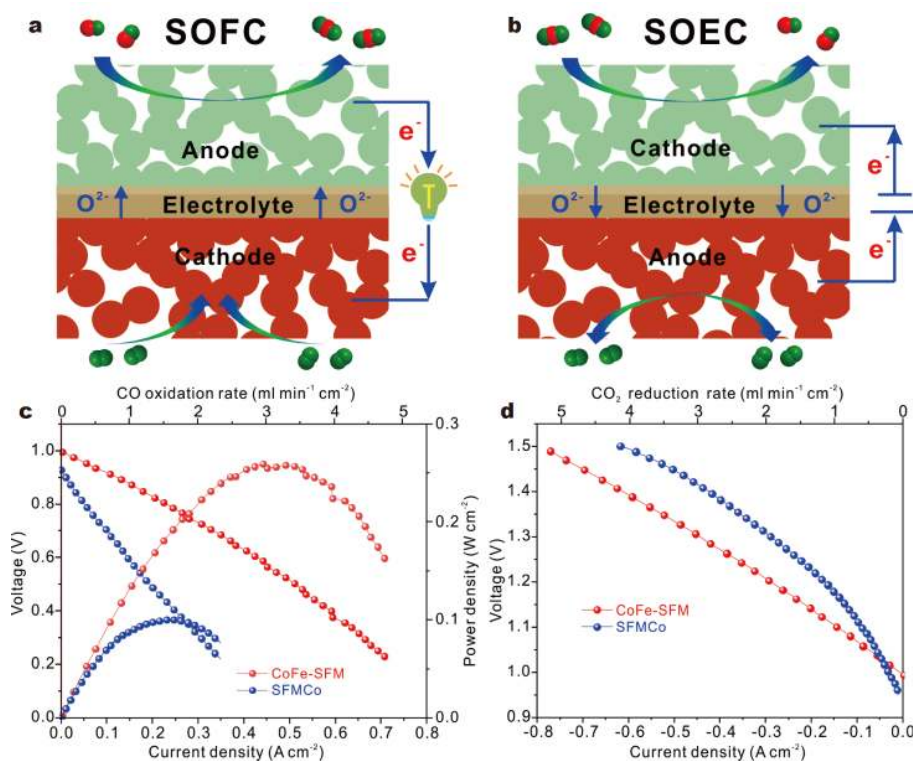 a
SOFC
Anode
O²⁻
Electrolyte
O²⁻
Cathode
e⁻
T
e⁻
b
SOEC
Cathode
O²⁻
Electrolyte
O²⁻
Anode
e⁻
e⁻
c
CO oxidation rate (ml min⁻¹ cm⁻²)
0 1 2 3 4 5
Voltage (V)
1.0
0.8
0.6
0.4
0.2
0.0
0.3
0.2
0.1
0.0
Power density (W cm⁻²)
CoFe-SFM
SFMCo
0.0 0.1 0.2 0.3 0.4 0.5 0.6 0.7 0.8
Current density (A cm⁻²)
d
CO₂ reduction rate (ml min⁻¹ cm⁻²)
5 4 3 2 1 0
Voltage (V)
1.5
1.4
1.3
1.2
1.1
1.0
0.9
CoFe-SFM
SFMCo
-0.8 -0.7 -0.6 -0.5 -0.4 -0.3 -0.2 -0.1 0.0
Current density (A cm⁻²)